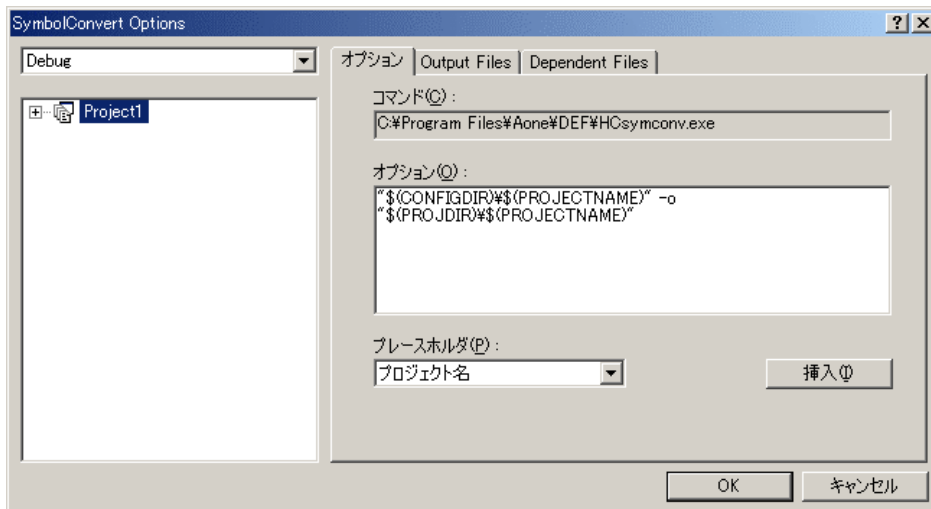 SymbolConvert Options
Debug
Project1
オプション Output Files Dependent Files
コマンド(C):
C:¥Program Files¥Aone¥DEF¥HCsymconv.exe
オプション(O):
"$(CONFIGDIR)¥$(PROJECTNAME)" -o
"$(PROJDIR)¥$(PROJECTNAME)"
プレースホルダ(P):
プロジェクト名
挿入(I)
OK
キャンセル